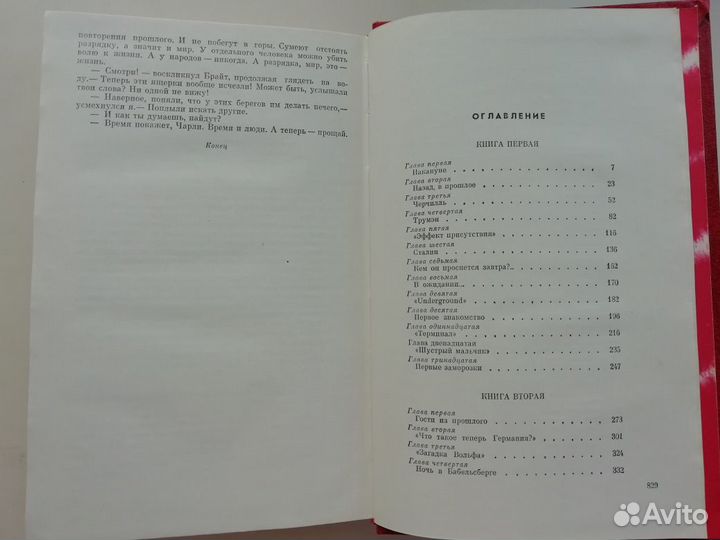 повторения прошлого. И не побегут в горы. Сумеют отстоять
разрядку, а значит и мир. У отдельного человека можно убить
волю к жизни. А у народов — никогда. А разрядка, мир, это —
жизнь.
— Смотри! — воскликнул Брайт, продолжая глядеть на во-
ду. — Теперь эти ящерки вообще исчезли! Может быть, услышали
твои слова? Ни одной не вижу!
— Наверное, поняли, что у этих берегов им делать нечего, —
усмехнулся я. — Поплыли искать другие.
— И как ты думаешь, найдут?
— Время покажет, Чарли. Время и люди. А теперь — прощай.
Конец
ОГЛАВЛЕНИЕ
КНИГА ПЕРВАЯ
Глава первая
Накануне . . . . . . . . . . 7
Глава вторая
Назад, в прошлое . . . . . . . . . . 23
Глава третья
Черчилль . . . . . . . . . . 52
Глава четвертая
Трумэн . . . . . . . . . . 82
Глава пятая
«Эффект присутствия» . . . . . . . . . . 115
Глава шестая
Сталин . . . . . . . . . . 136
Глава седьмая
Кем он проснется завтра?.. . . . . . . . . . 152
Глава восьмая
В ожидании... . . . . . . . . . . 170
Глава девятая
«Underground» . . . . . . . . . . 182
Глава десятая
Первое знакомство . . . . . . . . . . 196
Глава одиннадцатая
«Терминал» . . . . . . . . . . 216
Глава двенадцатая
«Шустрый мальчик» . . . . . . . . . . 235
Глава тринадцатая
Первые заморозки . . . . . . . . . . 247
КНИГА ВТОРАЯ
Глава первая
Гости из прошлого . . . . . . . . . . 273
Глава вторая
«Что такое теперь Германия?» . . . . . . . . 301
Глава третья
«Загадка Вольфа» . . . . . . . . . . 324
Глава четвертая
Ночь в Бабельсберге . . . . . . . . . . 332
829
Avito